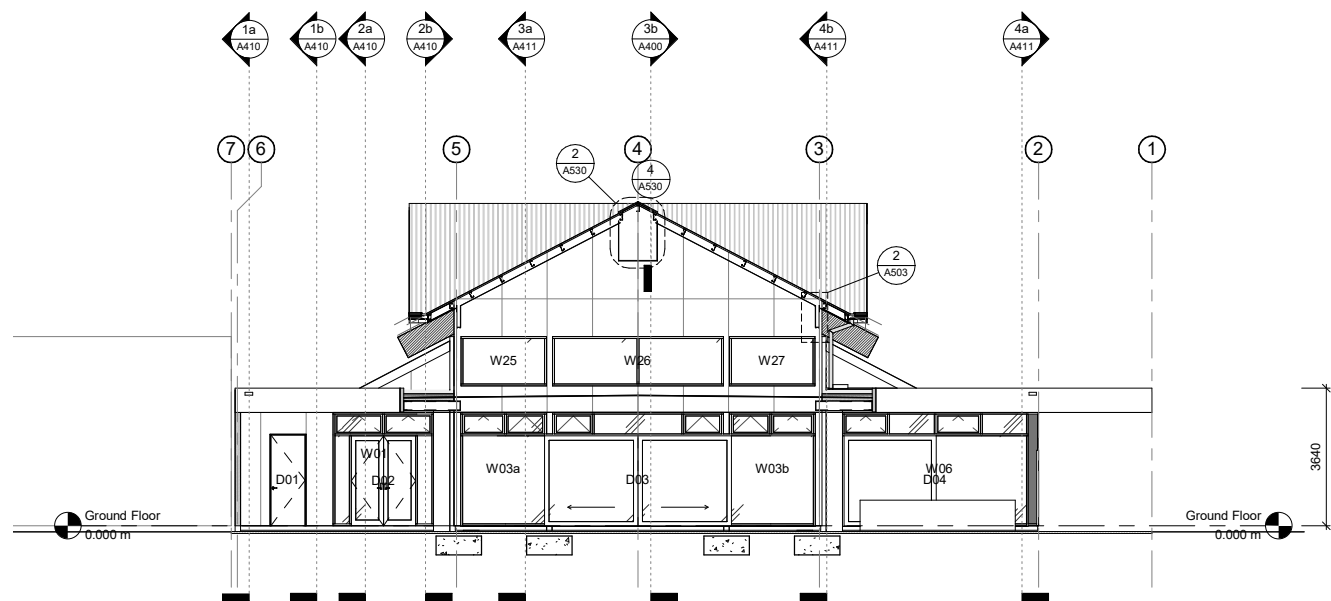 1a
A410
1b
A410
2a
A410
2b
A410
3a
A411
3b
A400
4b
A411
4a
A411
7
6
5
4
3
2
1
2
A530
4
A530
2
A503
W25
W26
W27
W01
D01
D02
W03a
D03
W03b
W06
D04
3640
Ground Floor
0.000 m
Ground Floor
0.000 m